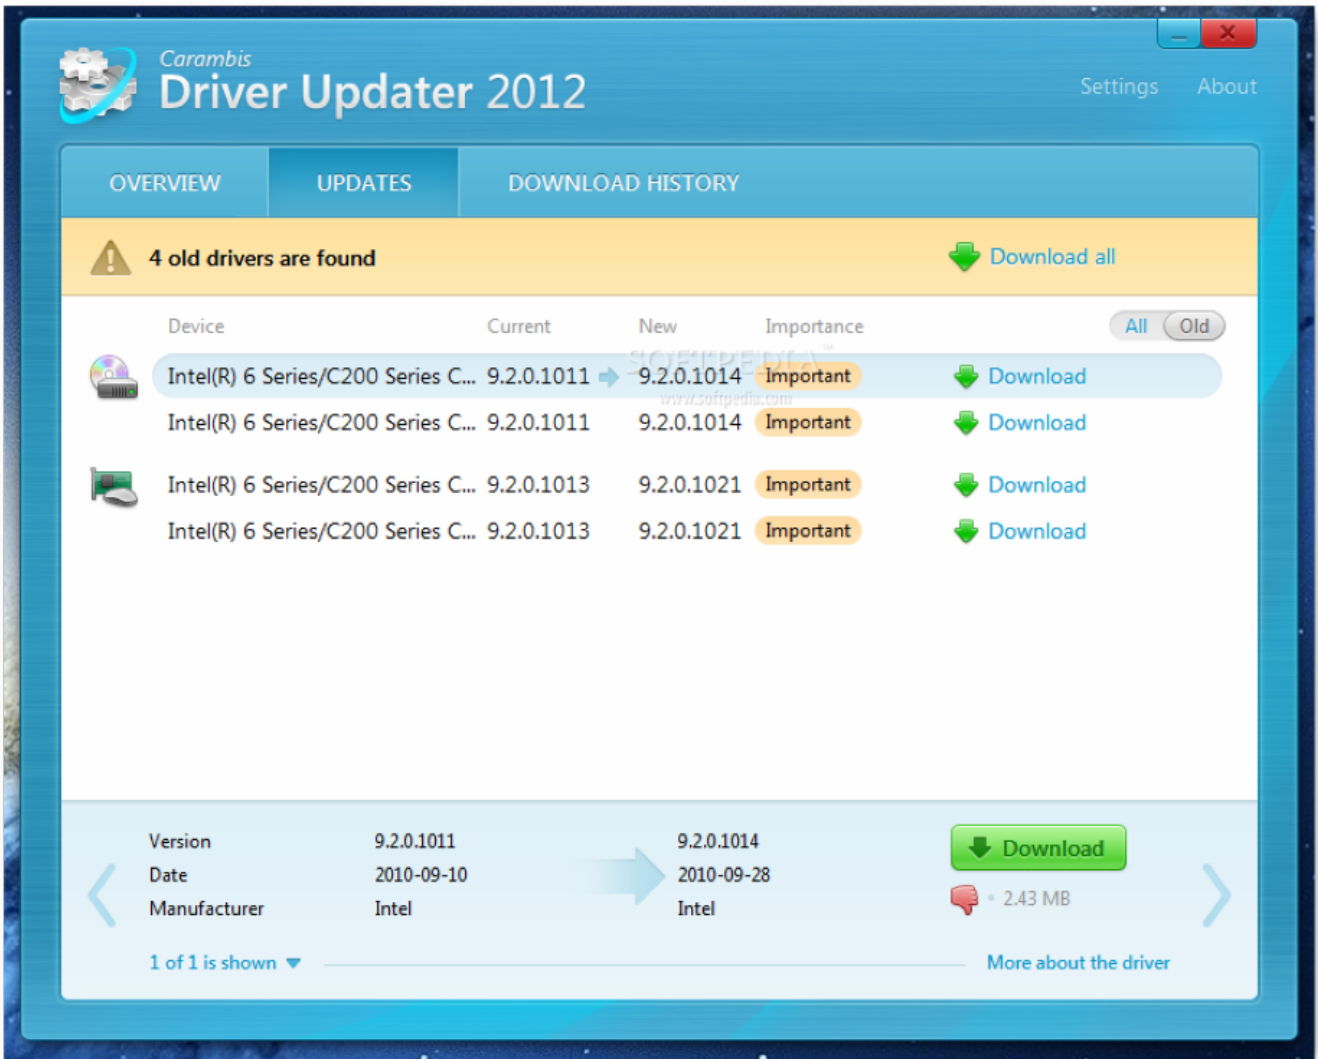 Carambis
Driver Updater 2012
Settings About
OVERVIEW UPDATES DOWNLOAD HISTORY
4 old drivers are found Download all
Device Current New Importance All Old
SOFTPEDIA™
Intel(R) 6 Series/C200 Series C... 9.2.0.1011 9.2.0.1014 Important Download
www.softpedia.com
Intel(R) 6 Series/C200 Series C... 9.2.0.1011 9.2.0.1014 Important Download
Intel(R) 6 Series/C200 Series C... 9.2.0.1013 9.2.0.1021 Important Download
Intel(R) 6 Series/C200 Series C... 9.2.0.1013 9.2.0.1021 Important Download
Version 9.2.0.1011 9.2.0.1014 Download
Date 2010-09-10 2010-09-28
Manufacturer Intel Intel 2.43 MB
1 of 1 is shown More about the driver